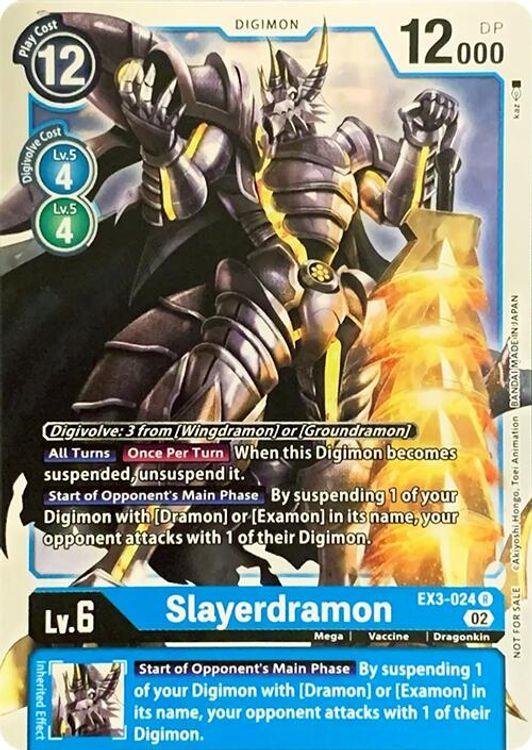 Play Cost
12
DIGIMON
DP
12000
Digivolve Cost
Lv.5
4
Lv.5
4
kaz
Digivolve: 3 from [Wingdramon] or [Groundramon]
All Turns Once Per Turn When this Digimon becomes
suspended, unsuspend it.
Start of Opponent's Main Phase By suspending 1 of your
Digimon with [Dramon] or [Examon] in its name, your
opponent attacks with 1 of their Digimon.
Lv.6
Slayerdramon
EX3-024 R
02
Mega | Vaccine | Dragonkin
Inherited Effect
Start of Opponent's Main Phase By suspending 1
of your Digimon with [Dramon] or [Examon] in
its name, your opponent attacks with 1 of their
Digimon.
NOT FOR SALE ©Akiyoshi Hongo, Toei Animation BANDAI MADE IN JAPAN